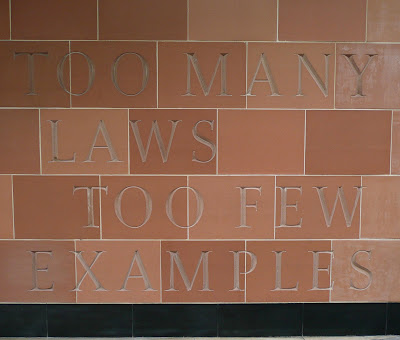 TOO MANY
LAWS
TOO FEW
EXAMPLES